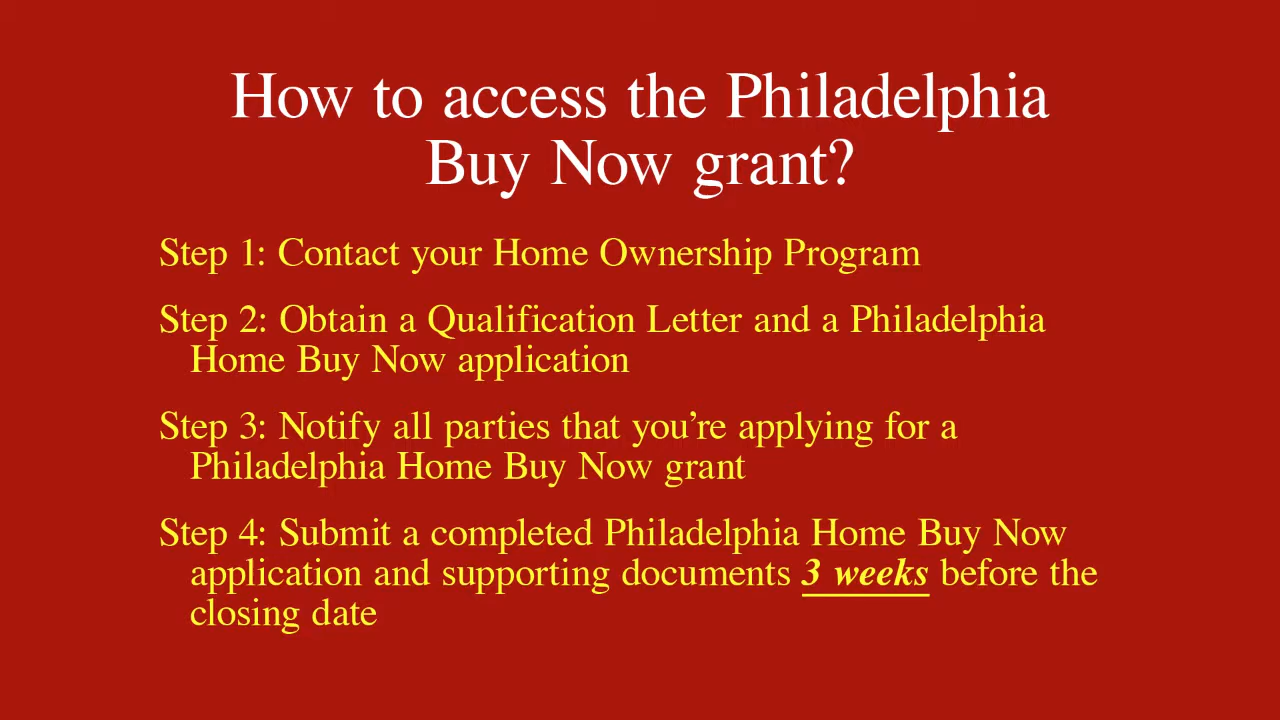 How to access the Philadelphia
Buy Now grant?
Step 1: Contact your Home Ownership Program
Step 2: Obtain a Qualification Letter and a Philadelphia
Home Buy Now application
Step 3: Notify all parties that you’re applying for a
Philadelphia Home Buy Now grant
Step 4: Submit a completed Philadelphia Home Buy Now
application and supporting documents 3 weeks before the
closing date